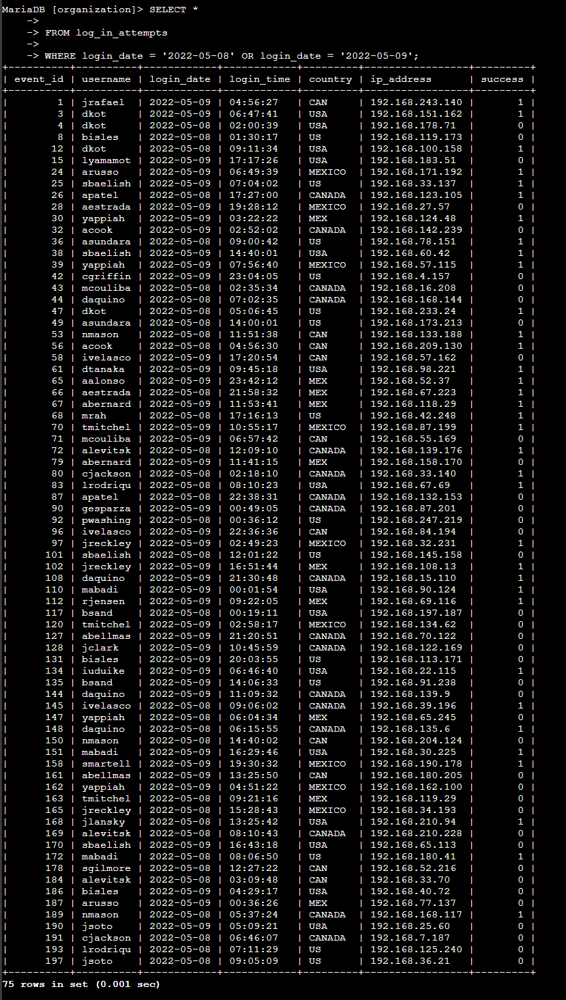 MariaDB [organization]> SELECT *
    ->
    -> FROM log_in_attempts
    ->
    -> WHERE login_date = '2022-05-08' OR login_date = '2022-05-09';
+----------+----------+------------+------------+---------+-----------------+---------+
| event_id | username | login_date | login_time | country | ip_address      | success |
+----------+----------+------------+------------+---------+-----------------+---------+
|        1 | jrafael  | 2022-05-09 | 04:56:27   | CAN     | 192.168.243.140 |       1 |
|        3 | dkot     | 2022-05-09 | 06:47:41   | USA     | 192.168.151.162 |       1 |
|        4 | dkot     | 2022-05-08 | 02:00:39   | USA     | 192.168.178.71  |       0 |
|        8 | bisles   | 2022-05-08 | 01:30:17   | US      | 192.168.119.173 |       0 |
|       12 | dkot     | 2022-05-08 | 09:11:34   | USA     | 192.168.100.158 |       1 |
|       15 | lyamamot | 2022-05-09 | 17:17:26   | USA     | 192.168.183.51  |       0 |
|       24 | arusso   | 2022-05-09 | 06:49:39   | MEXICO  | 192.168.171.192 |       1 |
|       25 | sbaelish | 2022-05-09 | 07:04:02   | US      | 192.168.33.137  |       1 |
|       26 | apatel   | 2022-05-08 | 17:27:00   | CANADA  | 192.168.123.105 |       1 |
|       28 | aestrada | 2022-05-09 | 19:28:12   | MEXICO  | 192.168.27.57   |       0 |
|       30 | yappiah  | 2022-05-09 | 03:22:22   | MEX     | 192.168.124.48  |       1 |
|       32 | acook    | 2022-05-09 | 02:52:02   | CANADA  | 192.168.142.239 |       0 |
|       36 | asundara | 2022-05-08 | 09:00:42   | US      | 192.168.78.151  |       1 |
|       38 | sbaelish | 2022-05-09 | 14:40:01   | USA     | 192.168.60.42   |       1 |
|       39 | yappiah  | 2022-05-09 | 07:56:40   | MEXICO  | 192.168.57.115  |       1 |
|       42 | cgriffin | 2022-05-09 | 23:04:05   | US      | 192.168.4.157   |       0 |
|       43 | mcouliba | 2022-05-08 | 02:35:34   | CANADA  | 192.168.16.208  |       0 |
|       44 | daquino  | 2022-05-08 | 07:02:35   | CANADA  | 192.168.168.144 |       0 |
|       47 | dkot     | 2022-05-08 | 05:06:45   | US      | 192.168.233.24  |       1 |
|       49 | asundara | 2022-05-08 | 14:00:01   | US      | 192.168.173.213 |       0 |
|       53 | nmason   | 2022-05-08 | 11:51:38   | CAN     | 192.168.133.188 |       1 |
|       56 | acook    | 2022-05-08 | 04:56:30   | CAN     | 192.168.209.130 |       1 |
|       58 | ivelasco | 2022-05-09 | 17:20:54   | CAN     | 192.168.57.162  |       0 |
|       61 | dtanaka  | 2022-05-09 | 09:45:18   | USA     | 192.168.98.221  |       1 |
|       65 | aalonso  | 2022-05-09 | 23:42:12   | MEX     | 192.168.52.37   |       1 |
|       66 | aestrada | 2022-05-08 | 21:58:32   | MEX     | 192.168.67.223  |       1 |
|       67 | abernard | 2022-05-09 | 11:53:41   | MEX     | 192.168.118.29  |       1 |
|       68 | mrah     | 2022-05-08 | 17:16:13   | US      | 192.168.42.248  |       1 |
|       70 | tmitchel | 2022-05-09 | 10:55:17   | MEXICO  | 192.168.87.199  |       1 |
|       71 | mcouliba | 2022-05-09 | 06:57:42   | CAN     | 192.168.55.169  |       0 |
|       72 | alevitsk | 2022-05-08 | 12:09:10   | CANADA  | 192.168.139.176 |       1 |
|       79 | abernard | 2022-05-09 | 11:41:15   | MEX     | 192.168.158.170 |       0 |
|       80 | cjackson | 2022-05-08 | 02:18:10   | CANADA  | 192.168.33.140  |       1 |
|       83 | lrodriqu | 2022-05-08 | 08:10:23   | USA     | 192.168.67.69   |       1 |
|       87 | apatel   | 2022-05-08 | 22:38:31   | CANADA  | 192.168.132.153 |       0 |
|       90 | gesparza | 2022-05-09 | 00:49:05   | CANADA  | 192.168.87.201  |       0 |
|       92 | pwashing | 2022-05-08 | 00:36:12   | US      | 192.168.247.219 |       0 |
|       96 | ivelasco | 2022-05-09 | 22:36:36   | CAN     | 192.168.84.194  |       0 |
|       97 | jreckley | 2022-05-09 | 02:49:23   | MEXICO  | 192.168.32.231  |       1 |
|      101 | sbaelish | 2022-05-08 | 12:01:22   | US      | 192.168.145.158 |       0 |
|      102 | jreckley | 2022-05-09 | 16:51:44   | MEX     | 192.168.108.13  |       1 |
|      108 | daquino  | 2022-05-08 | 21:30:48   | CANADA  | 192.168.15.110  |       1 |
|      110 | mabadi   | 2022-05-09 | 00:01:54   | USA     | 192.168.90.124  |       1 |
|      112 | rjensen  | 2022-05-09 | 09:22:05   | MEX     | 192.168.69.116  |       1 |
|      117 | bsand    | 2022-05-08 | 00:19:11   | USA     | 192.168.197.187 |       0 |
|      120 | tmitchel | 2022-05-09 | 02:58:17   | MEXICO  | 192.168.134.62  |       0 |
|      127 | abellmas | 2022-05-09 | 21:20:51   | CANADA  | 192.168.70.122  |       0 |
|      128 | jclark   | 2022-05-09 | 10:45:59   | CANADA  | 192.168.122.169 |       0 |
|      131 | bisles   | 2022-05-09 | 20:03:55   | US      | 192.168.113.171 |       0 |
|      134 | iuduike  | 2022-05-09 | 06:46:40   | USA     | 192.168.22.115  |       1 |
|      135 | bsand    | 2022-05-09 | 14:06:33   | US      | 192.168.91.238  |       0 |
|      144 | daquino  | 2022-05-09 | 11:09:32   | CANADA  | 192.168.139.9   |       0 |
|      145 | ivelasco | 2022-05-08 | 09:06:02   | CANADA  | 192.168.39.196  |       1 |
|      147 | yappiah  | 2022-05-08 | 06:04:34   | MEX     | 192.168.65.245  |       0 |
|      148 | daquino  | 2022-05-08 | 06:15:55   | CANADA  | 192.168.135.6   |       1 |
|      150 | nmason   | 2022-05-08 | 14:40:02   | CAN     | 192.168.204.124 |       0 |
|      151 | mabadi   | 2022-05-09 | 16:29:46   | USA     | 192.168.30.225  |       1 |
|      158 | smartell | 2022-05-09 | 19:30:32   | MEXICO  | 192.168.190.178 |       1 |
|      161 | abellmas | 2022-05-09 | 13:25:50   | CAN     | 192.168.180.205 |       0 |
|      162 | yappiah  | 2022-05-09 | 04:51:22   | MEXICO  | 192.168.162.100 |       0 |
|      163 | tmitchel | 2022-05-08 | 09:21:16   | MEX     | 192.168.119.29  |       0 |
|      165 | jreckley | 2022-05-09 | 15:28:43   | MEXICO  | 192.168.34.193  |       0 |
|      168 | jlansky  | 2022-05-09 | 13:25:42   | USA     | 192.168.210.94  |       1 |
|      169 | alevitsk | 2022-05-08 | 08:10:43   | CANADA  | 192.168.210.228 |       0 |
|      170 | sbaelish | 2022-05-09 | 16:43:18   | USA     | 192.168.65.113  |       0 |
|      172 | mabadi   | 2022-05-08 | 08:06:50   | US      | 192.168.180.41  |       1 |
|      178 | sgilmore | 2022-05-08 | 12:27:22   | CAN     | 192.168.52.216  |       0 |
|      184 | alevitsk | 2022-05-08 | 03:09:48   | CAN     | 192.168.33.70   |       0 |
|      186 | bisles   | 2022-05-09 | 04:29:17   | USA     | 192.168.40.72   |       0 |
|      187 | arusso   | 2022-05-09 | 00:36:26   | MEX     | 192.168.77.137  |       0 |
|      189 | nmason   | 2022-05-08 | 05:37:24   | CANADA  | 192.168.168.117 |       1 |
|      190 | jsoto    | 2022-05-09 | 05:09:21   | USA     | 192.168.25.60   |       0 |
|      191 | cjackson | 2022-05-08 | 06:46:07   | CANADA  | 192.168.7.187   |       0 |
|      193 | lrodriqu | 2022-05-08 | 07:11:29   | US      | 192.168.125.240 |       0 |
|      197 | jsoto    | 2022-05-08 | 09:05:09   | US      | 192.168.36.21   |       0 |
+----------+----------+------------+------------+---------+-----------------+---------+
75 rows in set (0.001 sec)